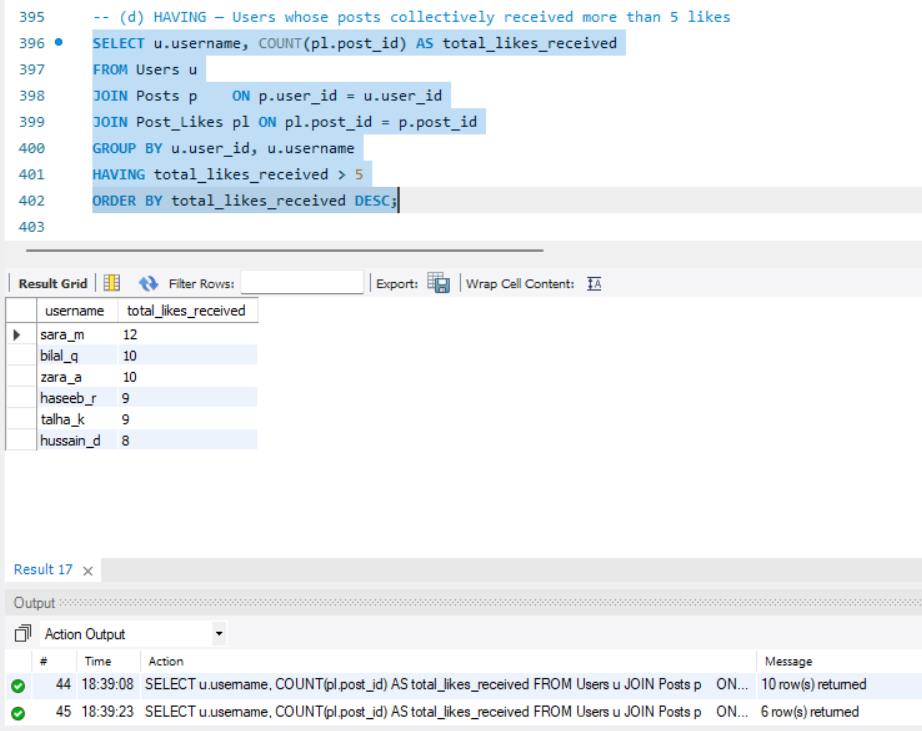 395 -- (d) HAVING — Users whose posts collectively received more than 5 likes
396 SELECT u.username, COUNT(pl.post_id) AS total_likes_received
397 FROM Users u
398 JOIN Posts p    ON p.user_id = u.user_id
399 JOIN Post_Likes pl ON pl.post_id = p.post_id
400 GROUP BY u.user_id, u.username
401 HAVING total_likes_received > 5
402 ORDER BY total_likes_received DESC;
403
Result Grid Filter Rows: Export: Wrap Cell Content: IA
username total_likes_received
sara_m 12
bilal_q 10
zara_a 10
haseeb_r 9
talha_k 9
hussain_d 8
Result 17 ×
Output
Action Output
# Time Action Message
44 18:39:08 SELECT u.username, COUNT(pl.post_id) AS total_likes_received FROM Users u JOIN Posts p    ON... 10 row(s) returned
45 18:39:23 SELECT u.username, COUNT(pl.post_id) AS total_likes_received FROM Users u JOIN Posts p    ON... 6 row(s) returned